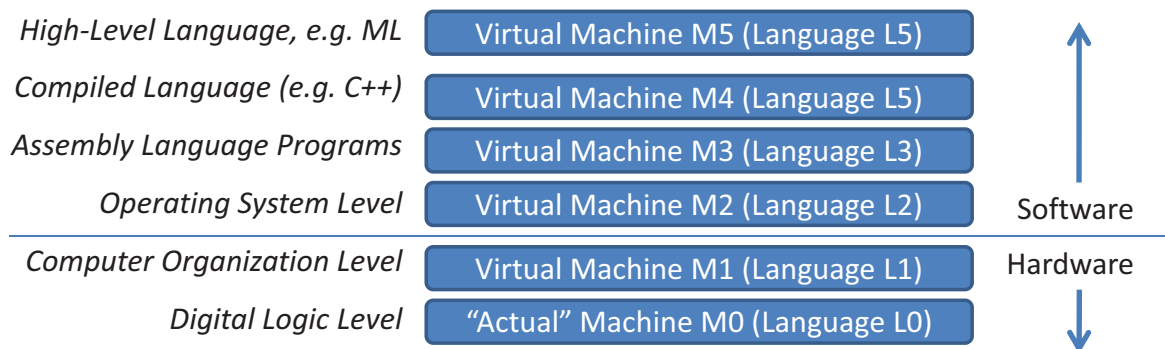 High-Level Language, e.g. ML
Virtual Machine M5 (Language L5)
Compiled Language (e.g. C++)
Virtual Machine M4 (Language L5)
Assembly Language Programs
Virtual Machine M3 (Language L3)
Operating System Level
Virtual Machine M2 (Language L2)
Software
Computer Organization Level
Virtual Machine M1 (Language L1)
Hardware
Digital Logic Level
“Actual” Machine M0 (Language L0)